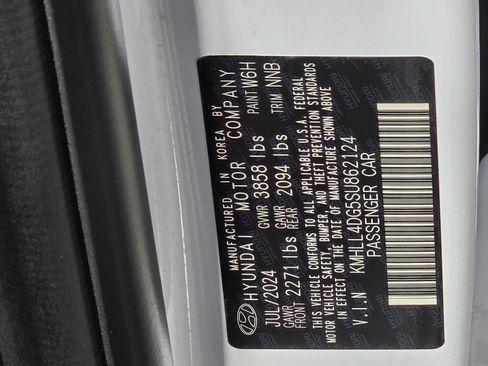 MANUFACTURED IN KOREA BY
HYUNDAI MOTOR COMPANY
JUL/2024 GVWR 3858 lbs PAINT W6H
GAWR FRONT 2271 lbs GAWR REAR 2094 lbs TRIM NNB
THIS VEHICLE CONFORMS TO ALL APPLICABLE U.S.A. FEDERAL
MOTOR VEHICLE SAFETY, BUMPER, AND THEFT PREVENTION STANDARDS
IN EFFECT ON THE DATE OF MANUFACTURE SHOWN ABOVE
V.I.N KMHLL4DG5SU862124
PASSENGER CAR